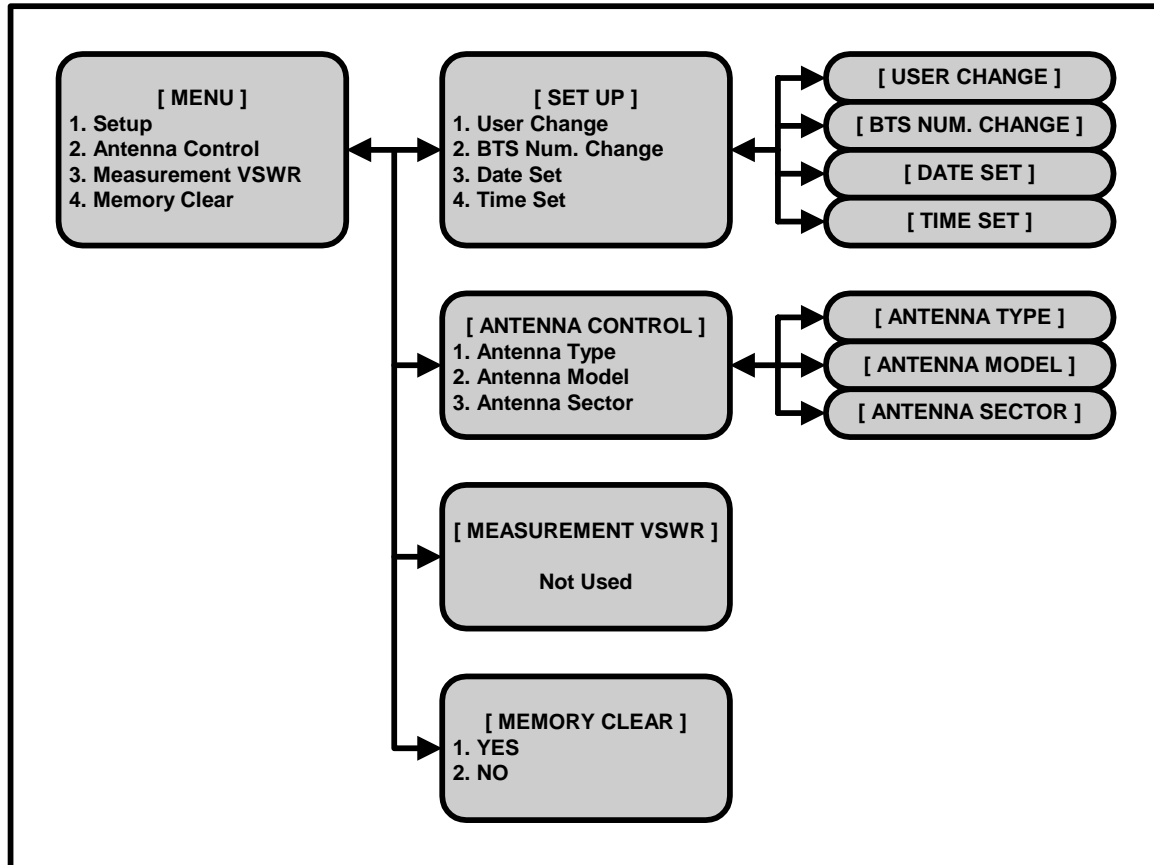 [ MENU ]
1. Setup
2. Antenna Control
3. Measurement VSWR
4. Memory Clear
[ SET UP ]
1. User Change
2. BTS Num. Change
3. Date Set
4. Time Set
[ USER CHANGE ]
[ BTS NUM. CHANGE ]
[ DATE SET ]
[ TIME SET ]
[ ANTENNA CONTROL ]
1. Antenna Type
2. Antenna Model
3. Antenna Sector
[ ANTENNA TYPE ]
[ ANTENNA MODEL ]
[ ANTENNA SECTOR ]
[ MEASUREMENT VSWR ]
Not Used
[ MEMORY CLEAR ]
1. YES
2. NO